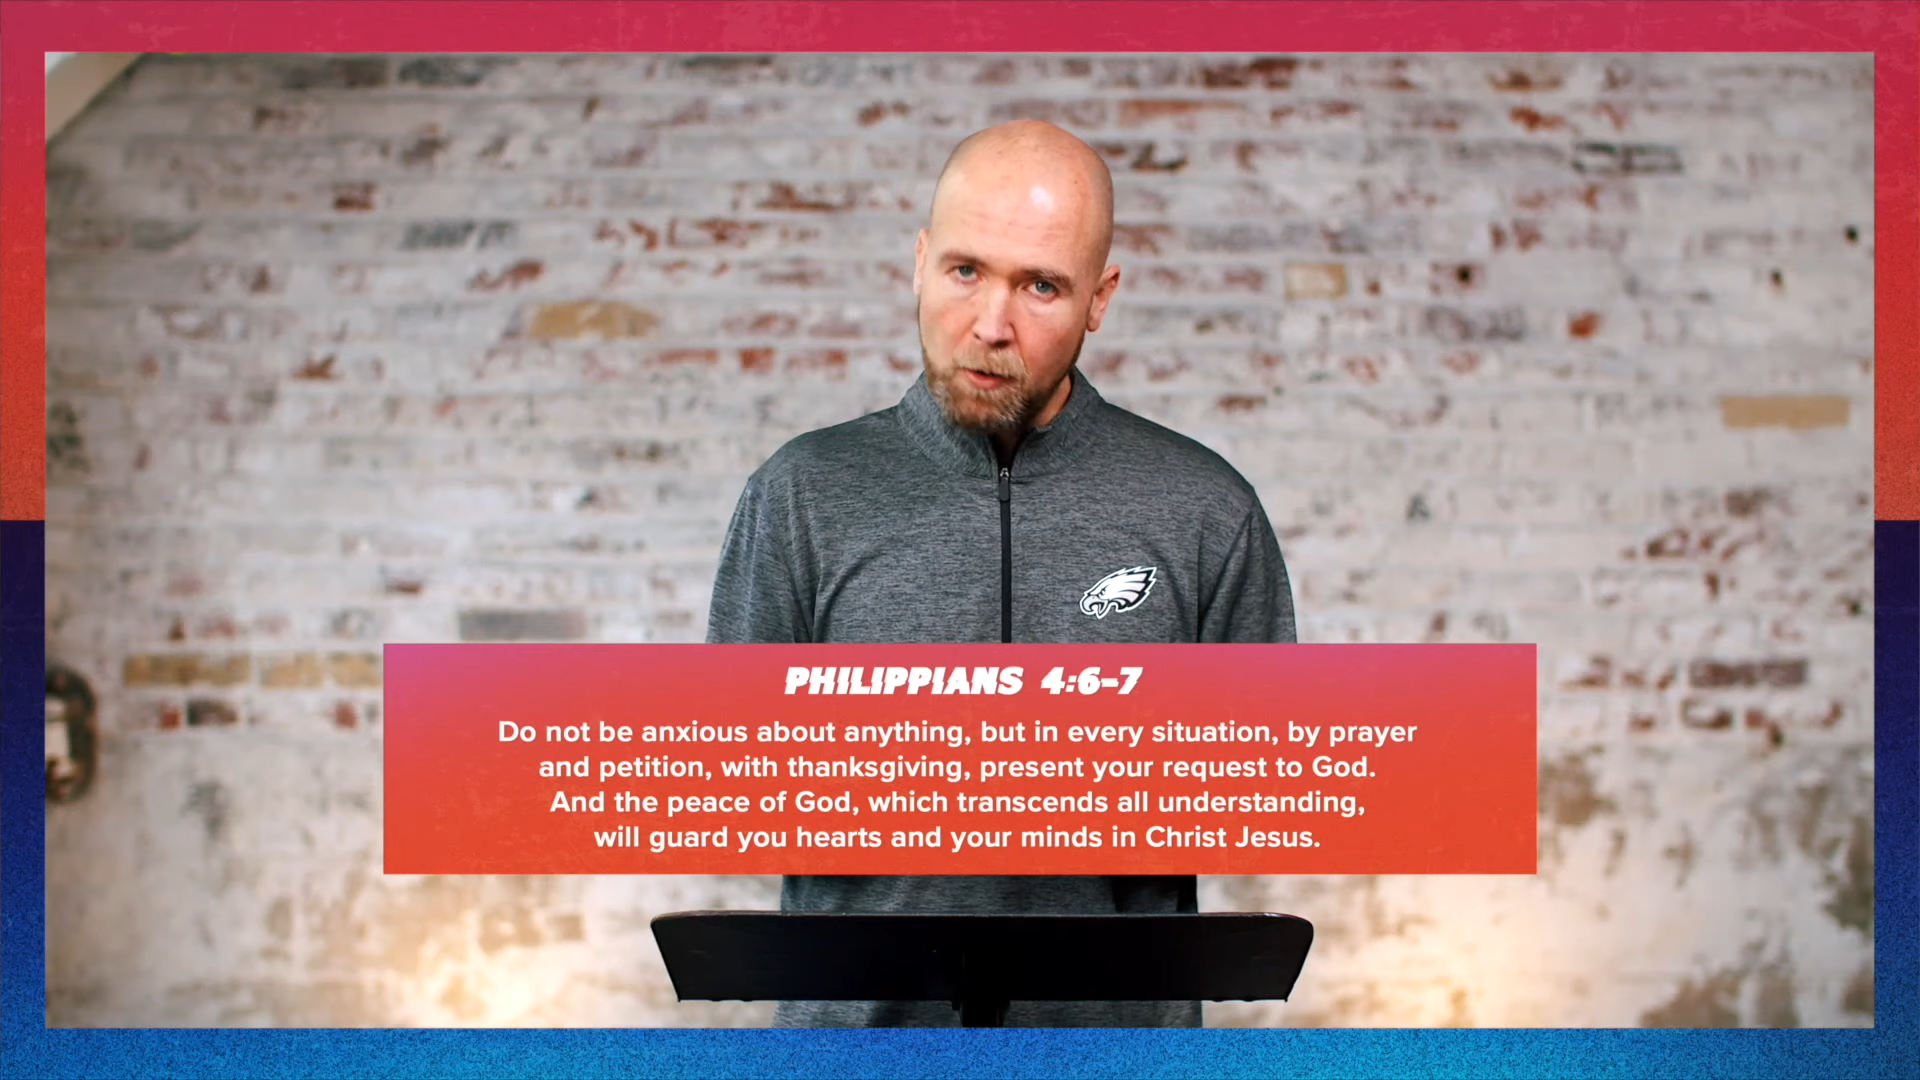 PHILIPPIANS 4:6-7
Do not be anxious about anything, but in every situation, by prayer
and petition, with thanksgiving, present your request to God.
And the peace of God, which transcends all understanding,
will guard you hearts and your minds in Christ Jesus.